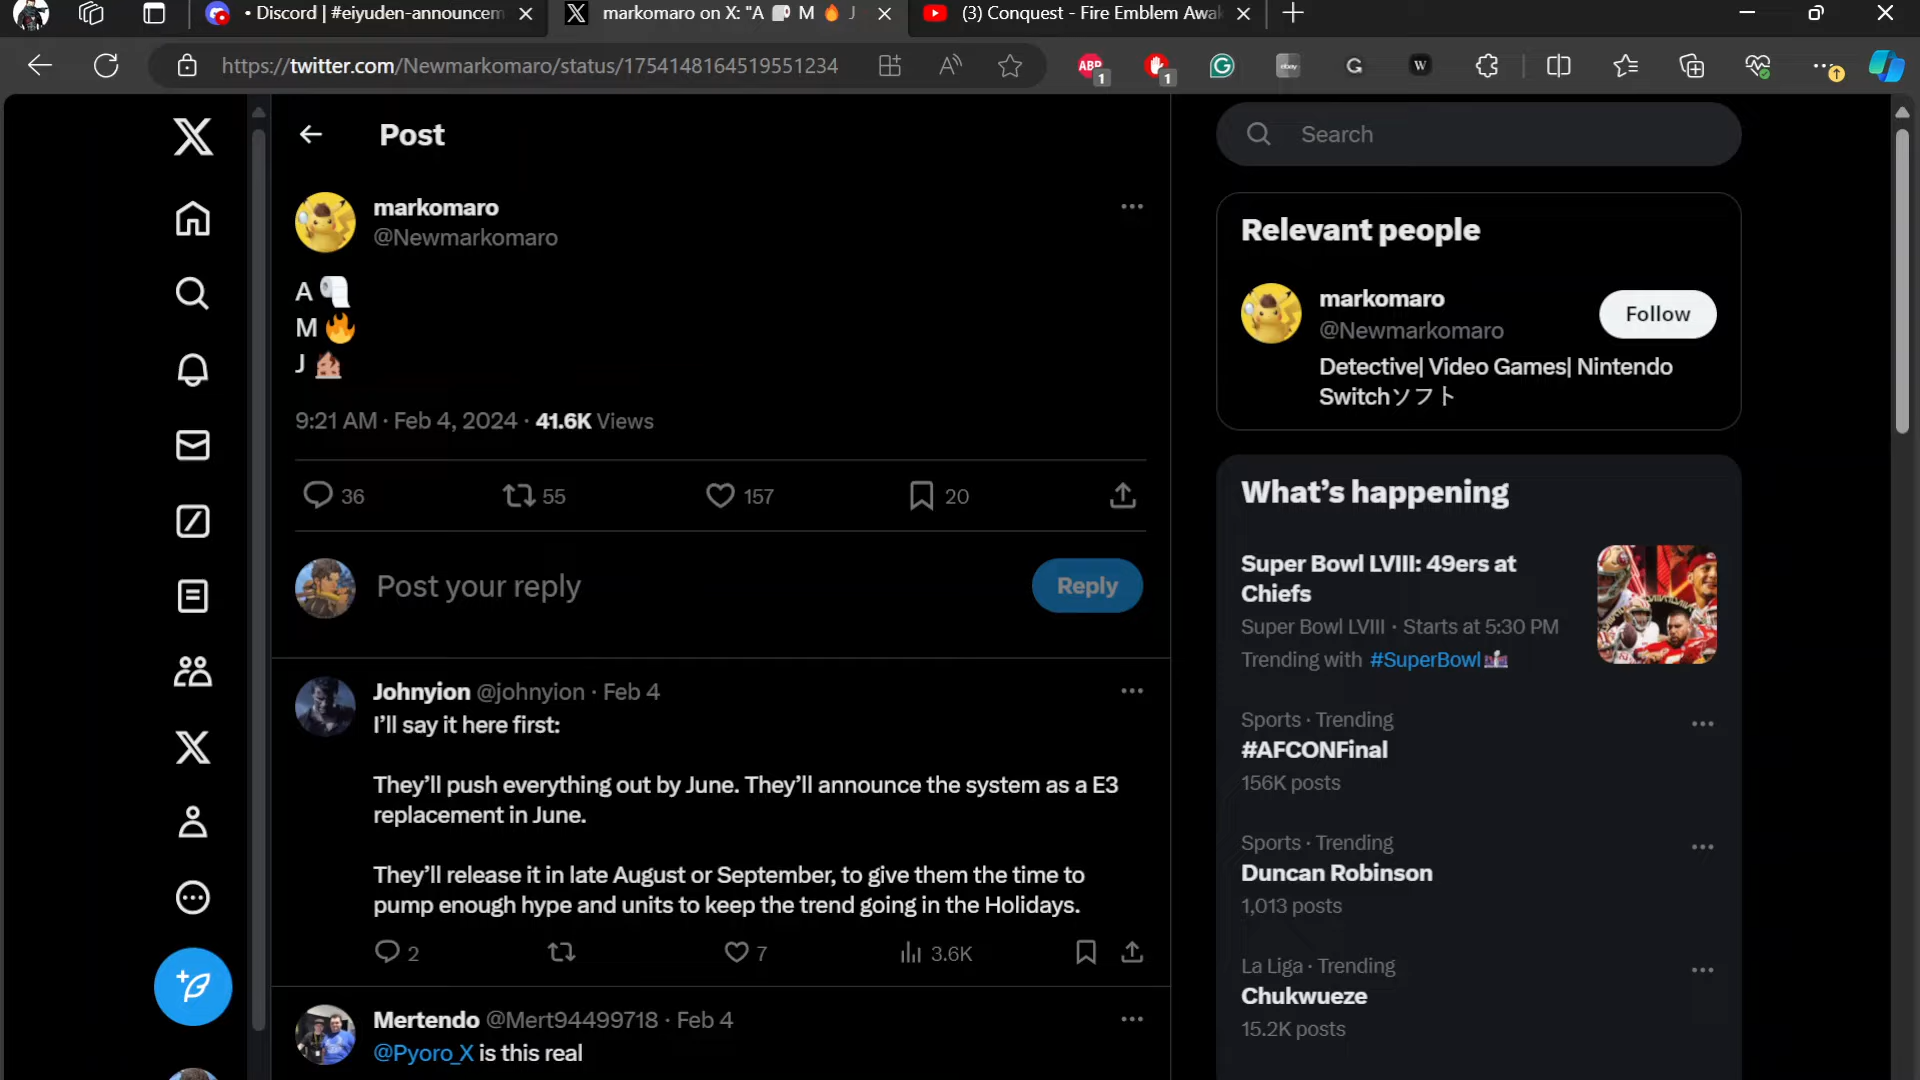 • Discord | #eiyuden-announcem
markomaro on X: "A M J
(3) Conquest - Fire Emblem Awak
https://twitter.com/Newmarkomaro/status/1754148164519551234
ABP
1
1
ebay
G
W
Post
Search
markomaro
@Newmarkomaro
A 🧻
M 🔥
J 🏚
9:21 AM · Feb 4, 2024 · 41.6K Views
36 55 157 20
Post your reply
Reply
Johnyion @johnyion · Feb 4
I’ll say it here first:
They’ll push everything out by June. They’ll announce the system as a E3
replacement in June.
They’ll release it in late August or September, to give them the time to
pump enough hype and units to keep the trend going in the Holidays.
2 7 3.6K
Mertendo @Mert94499718 · Feb 4
@Pyoro_X is this real
Relevant people
markomaro
@Newmarkomaro
Follow
Detective| Video Games| Nintendo
Switchソフト
What’s happening
Super Bowl LVIII: 49ers at
Chiefs
Super Bowl LVIII · Starts at 5:30 PM
Trending with #SuperBowl
Sports · Trending
#AFCONFinal
156K posts
Sports · Trending
Duncan Robinson
1,013 posts
La Liga · Trending
Chukwueze
15.2K posts